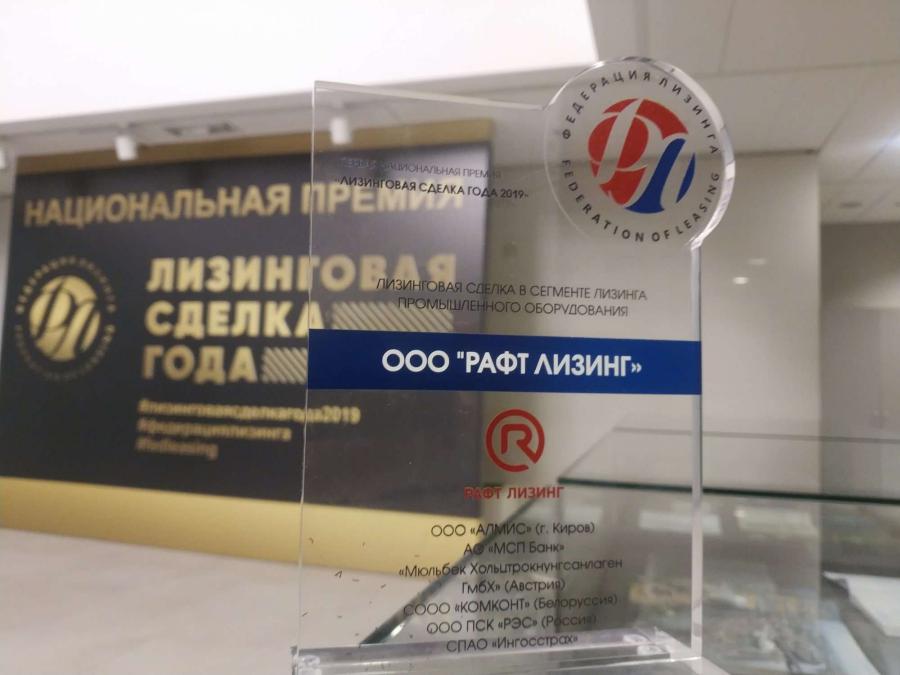 НАЦИОНАЛЬНАЯ ПРЕМИЯ
ЛИЗИНГОВАЯ
СДЕЛКА
ГОДА
#лизинговаясделкагода2019
#федерациялизинга
#fedleasing
ФЕДЕРАЦИЯ ЛИЗИНГА
FEDERATION OF LEASING
НАЦИОНАЛЬНАЯ ПРЕМИЯ
«ЛИЗИНГОВАЯ СДЕЛКА ГОДА 2019»
ЛИЗИНГОВАЯ СДЕЛКА В СЕГМЕНТЕ ЛИЗИНГА
ПРОМЫШЛЕННОГО ОБОРУДОВАНИЯ
ООО "РАФТ ЛИЗИНГ»
R
РАФТ ЛИЗИНГ
ООО «АЛМИС» (г. Киров)
АО «МСП Банк»
«Мюльбек Хольцтрокнунгсанлаген
ГмбХ» (Австрия)
СООО «КОМКОНТ» (Белоруссия)
ООО ПСК «РЭС» (Россия)
СПАО «Ингосстрах»